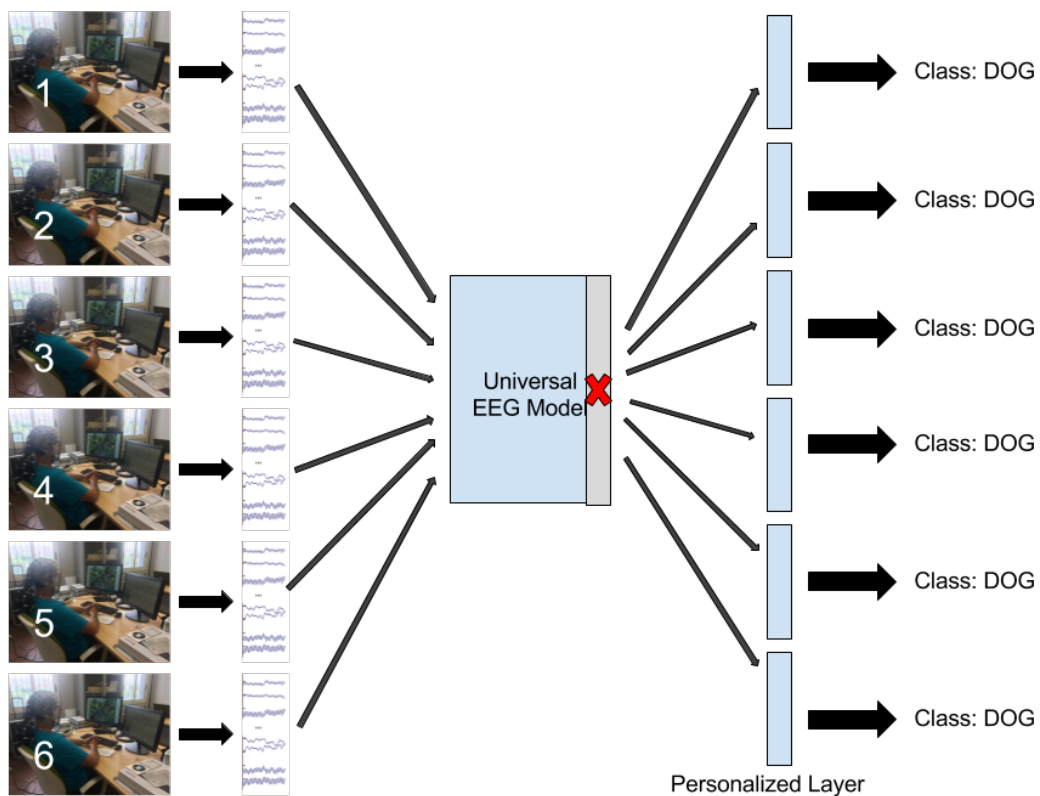 1
Class: DOG
2
Class: DOG
3
Class: DOG
Universal
EEG Model
4
Class: DOG
5
Class: DOG
6
Class: DOG
Personalized Layer